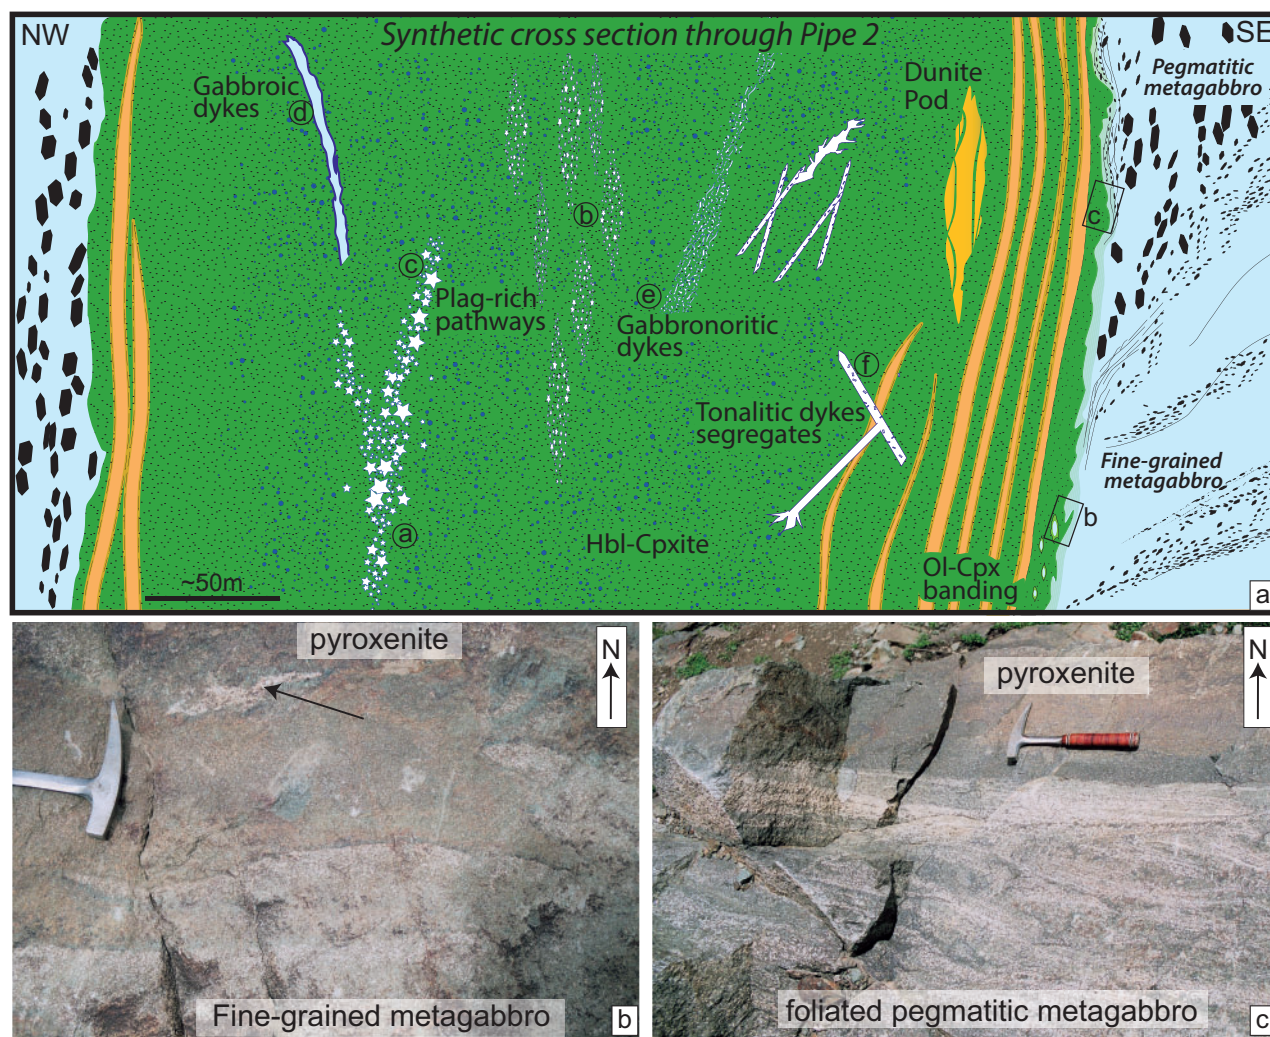 NW
Synthetic cross section through Pipe 2
SE
Gabbroic
dykes
d
Dunite
Pod
Pegmatitic
metagabbro
b
c
c
Plag-rich
pathways
e
Gabbronoritic
dykes
f
Tonalitic dykes
segregates
Fine-grained
metagabbro
b
a
Hbl-Cpxite
Ol-Cpx
banding
~50m
a
pyroxenite
N
Fine-grained metagabbro
b
pyroxenite
N
foliated pegmatitic metagabbro
c